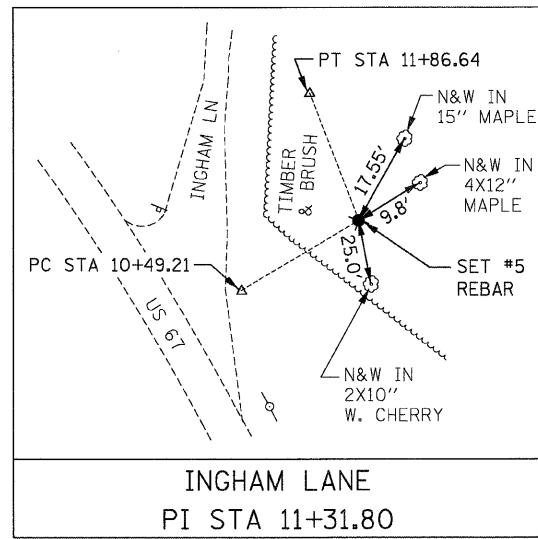 PT STA 11+86.64
N&W IN
15" MAPLE
INGHAM LN
TIMBER
& BRUSH
17.55'
N&W IN
4X12"
MAPLE
9.8'
PC STA 10+49.21
25.0'
SET #5
REBAR
US 67
N&W IN
2X10"
W. CHERRY
INGHAM LANE
PI STA 11+31.80